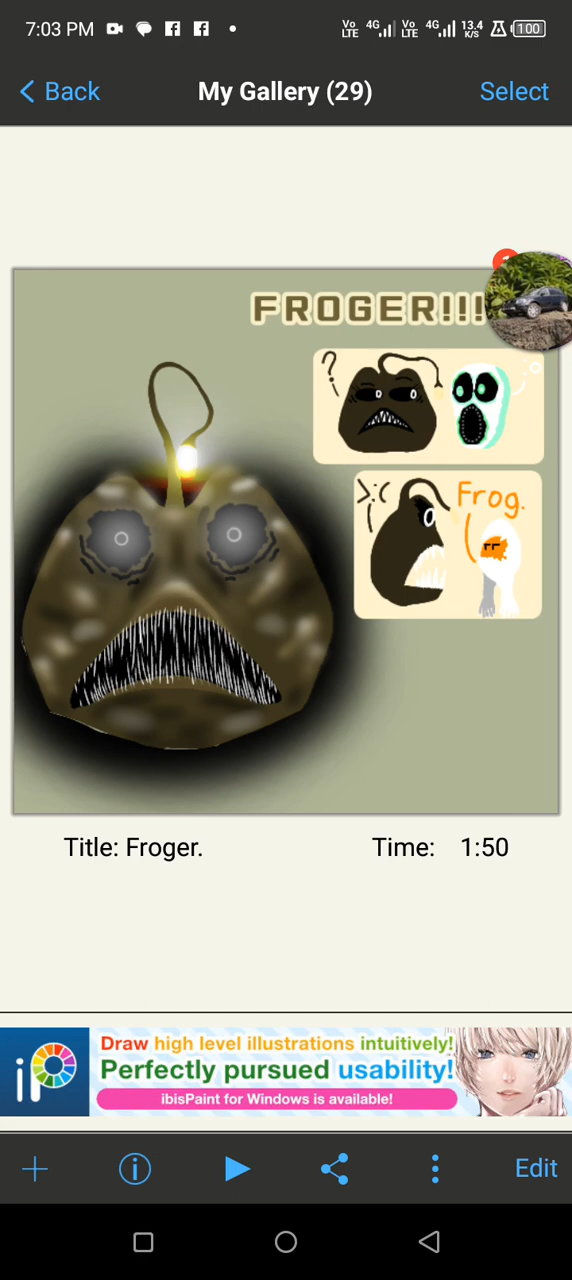 7:03 PM
Vo LTE 4G Vo LTE 4G 13.4 K/S 100
Back
My Gallery (29)
Select
FROGER!!!
?
>:(
Frog.
Title: Froger.
Time: 1:50
iP
Draw high level illustrations intuitively!
Perfectly pursued usability!
ibisPaint for Windows is available!
Edit